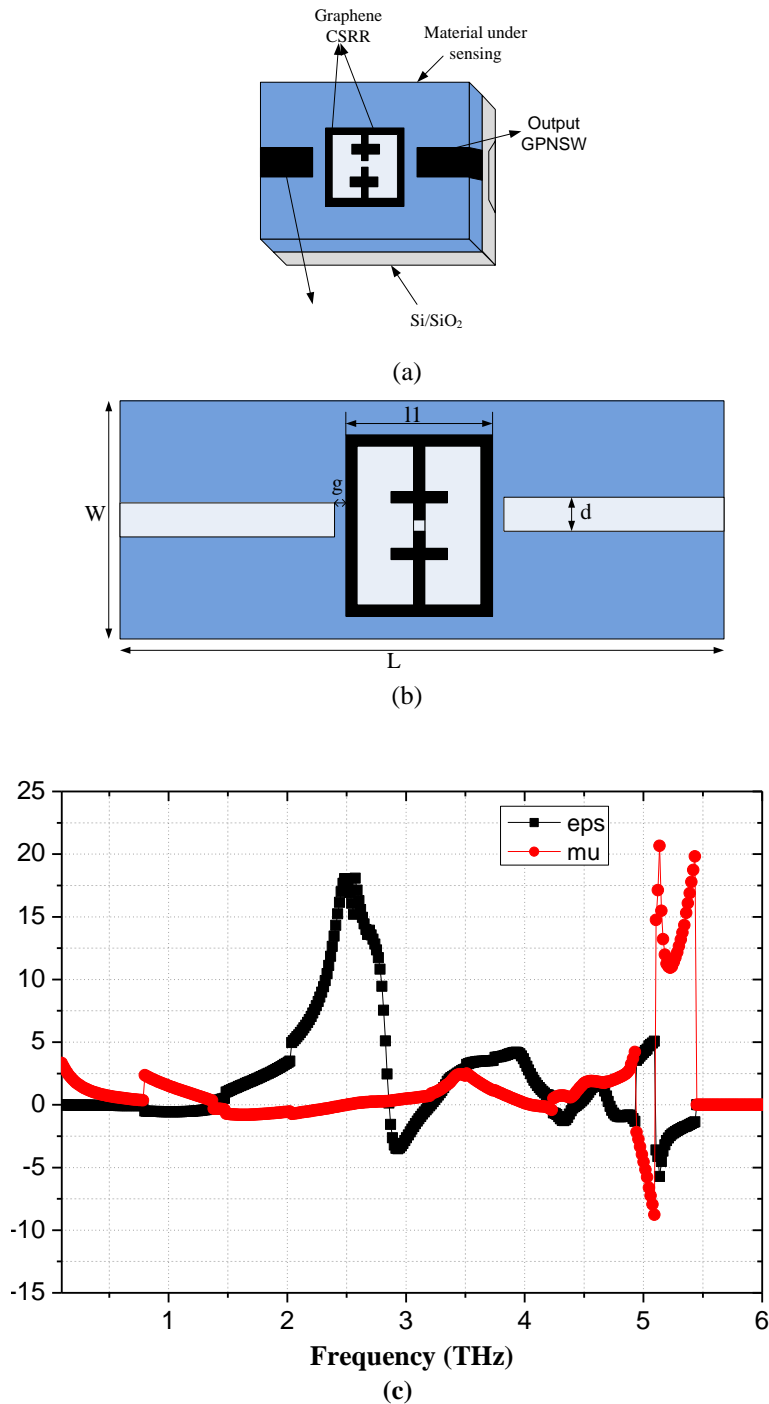 Graphene
CSRR
Material under
sensing
Output
GPNSW
Si/SiO2
(a)
l1
g
W
d
L
(b)
25
20
15
10
5
0
-5
-10
-15
eps
mu
1
2
3
4
5
6
Frequency (THz)
(c)